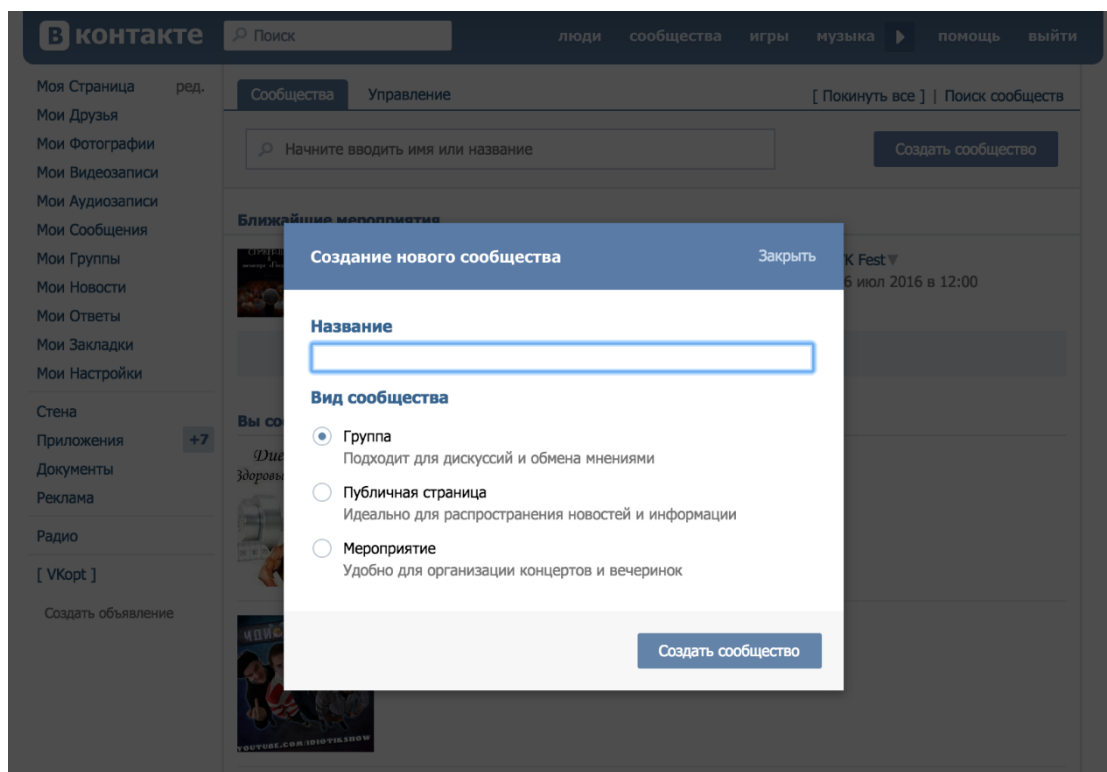 В контакте
Поиск
люди сообщества игры музыка помощь выйти
Моя Страница ред.
Мои Друзья
Мои Фотографии
Мои Видеозаписи
Мои Аудиозаписи
Мои Сообщения
Мои Группы
Мои Новости
Мои Ответы
Мои Закладки
Мои Настройки
Стена
Приложения +7
Документы
Реклама
Радио
[ VKopt ]
Создать объявление
Сообщества Управление [ Покинуть все ] | Поиск сообществ
Начните вводить имя или название
Создать сообщество
Ближайшие мероприятия
K Fest
6 июл 2016 в 12:00
Вы со
Создание нового сообщества Закрыть
Название
Вид сообщества
Группа
Подходит для дискуссий и обмена мнениями
Публичная страница
Идеально для распространения новостей и информации
Мероприятие
Удобно для организации концертов и вечеринок
Создать сообщество
YOUTUBE.COM/IDIOTIKSHOW